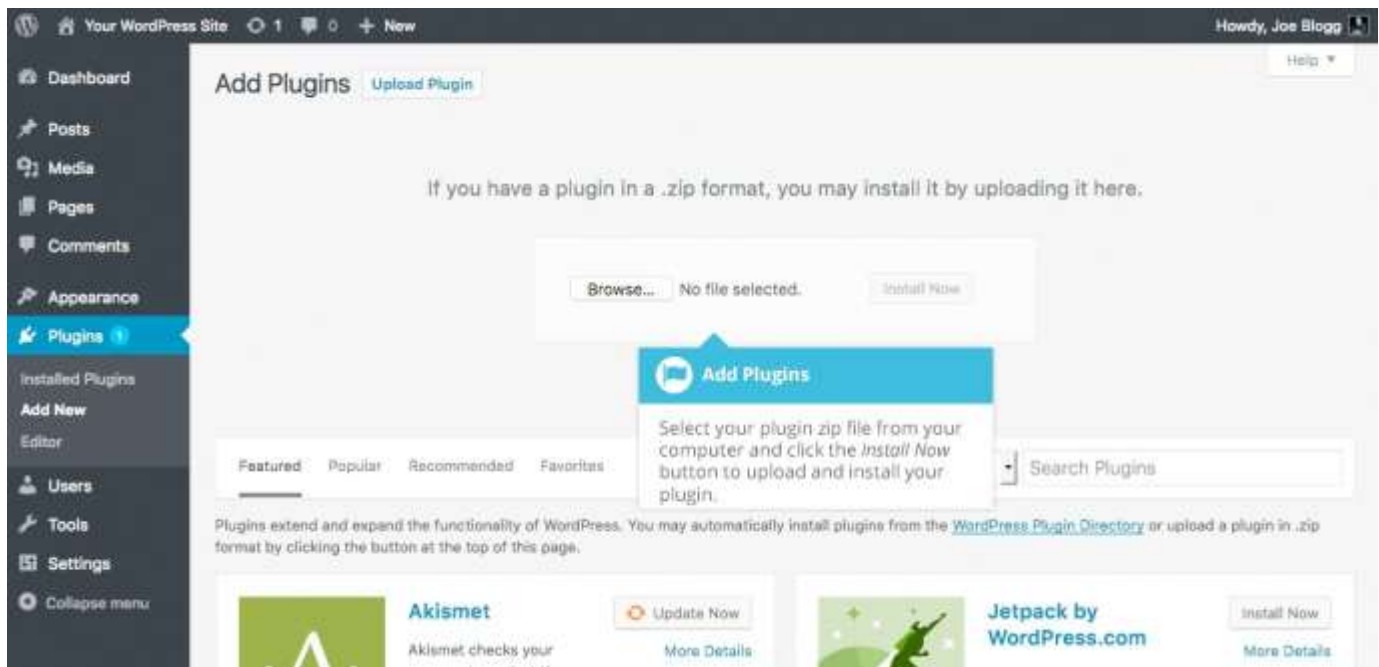 Your WordPress Site 1 0 + New
Howdy, Joe Blogg
Help
Dashboard
Posts
Media
Pages
Comments
Appearance
Plugins 1
Installed Plugins
Add New
Editor
Users
Tools
Settings
Collapse menu
Add Plugins Upload Plugin
If you have a plugin in a .zip format, you may install it by uploading it here.
Browse... No file selected. Install Now
Add Plugins
Select your plugin zip file from your
computer and click the Install Now
button to upload and install your
plugin.
Featured Popular Recommended Favorites
Search Plugins
Plugins extend and expand the functionality of WordPress. You may automatically install plugins from the WordPress Plugin Directory or upload a plugin in .zip
format by clicking the button at the top of this page.
Akismet
Update Now
Akismet checks your
More Details
Jetpack by
WordPress.com
Install Now
More Details